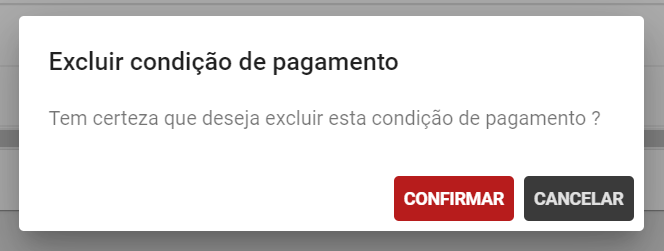 Excluir condição de pagamento
Tem certeza que deseja excluir esta condição de pagamento ?
CONFIRMAR
CANCELAR